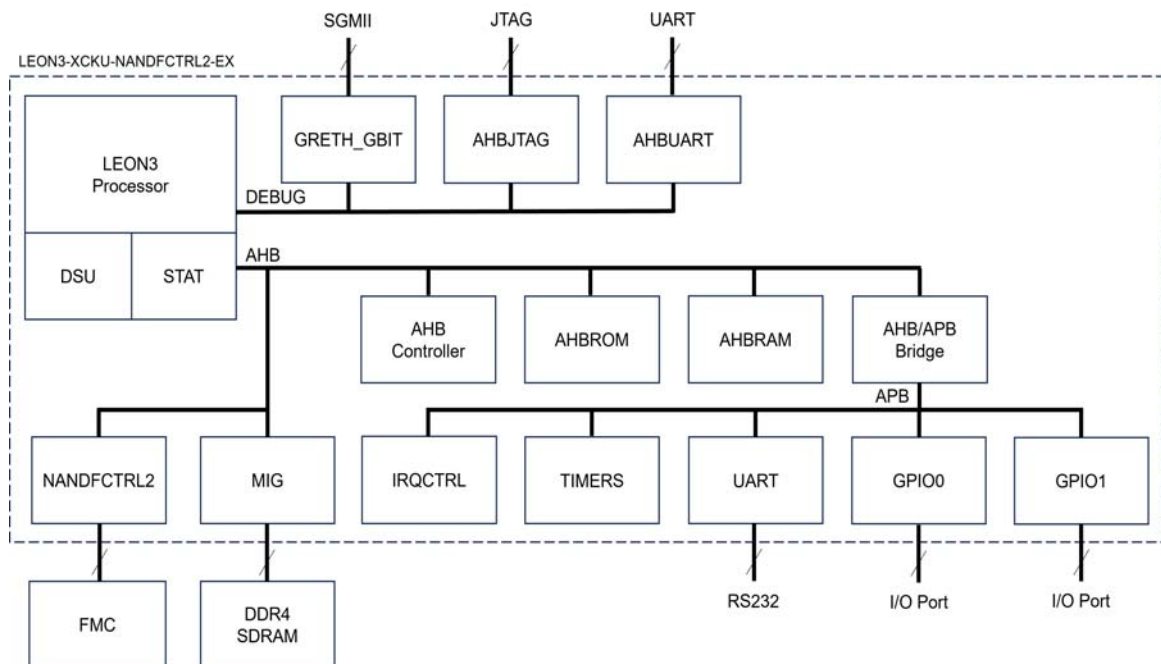 SGMII
JTAG
UART
LEON3-XCKU-NANDFCTRL2-EX
LEON3
Processor
GRETH_GBIT
AHBJTAG
AHBUART
DEBUG
DSU
STAT
AHB
AHB
Controller
AHBROM
AHBRAM
AHB/APB
Bridge
APB
NANDFCTRL2
MIG
IRQCTRL
TIMERS
UART
GPIO0
GPIO1
FMC
DDR4
SDRAM
RS232
I/O Port
I/O Port